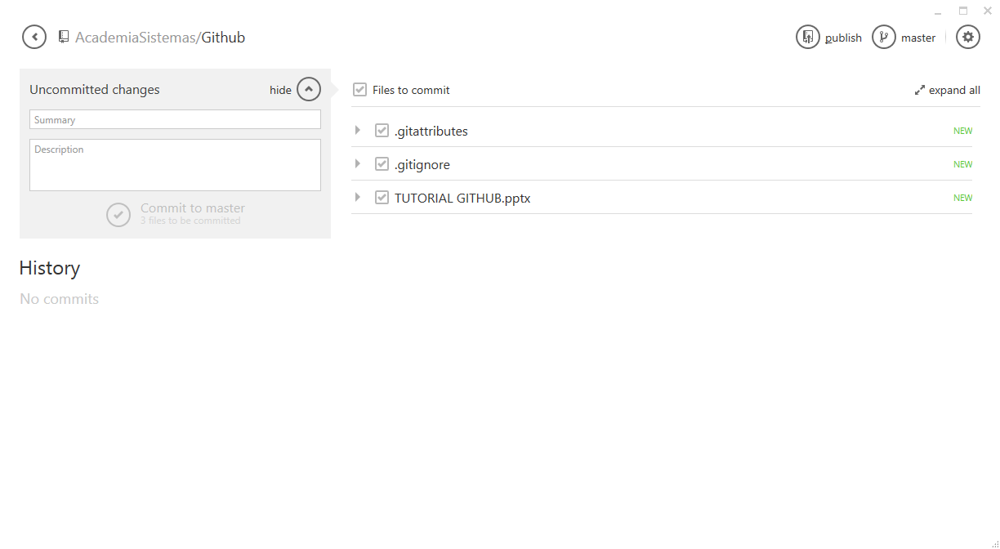 AcademiaSistemas/Github
publish
master
Uncommitted changes
hide
Summary
Description
Commit to master
3 files to be committed
Files to commit
expand all
.gitattributes
NEW
.gitignore
NEW
TUTORIAL GITHUB.pptx
NEW
History
No commits